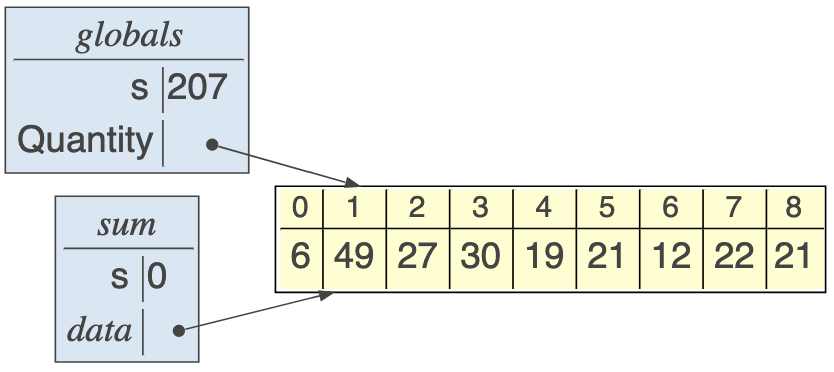 globals
s 207
Quantity
sum
s 0
data
0 1 2 3 4 5 6 7 8
6 49 27 30 19 21 12 22 21